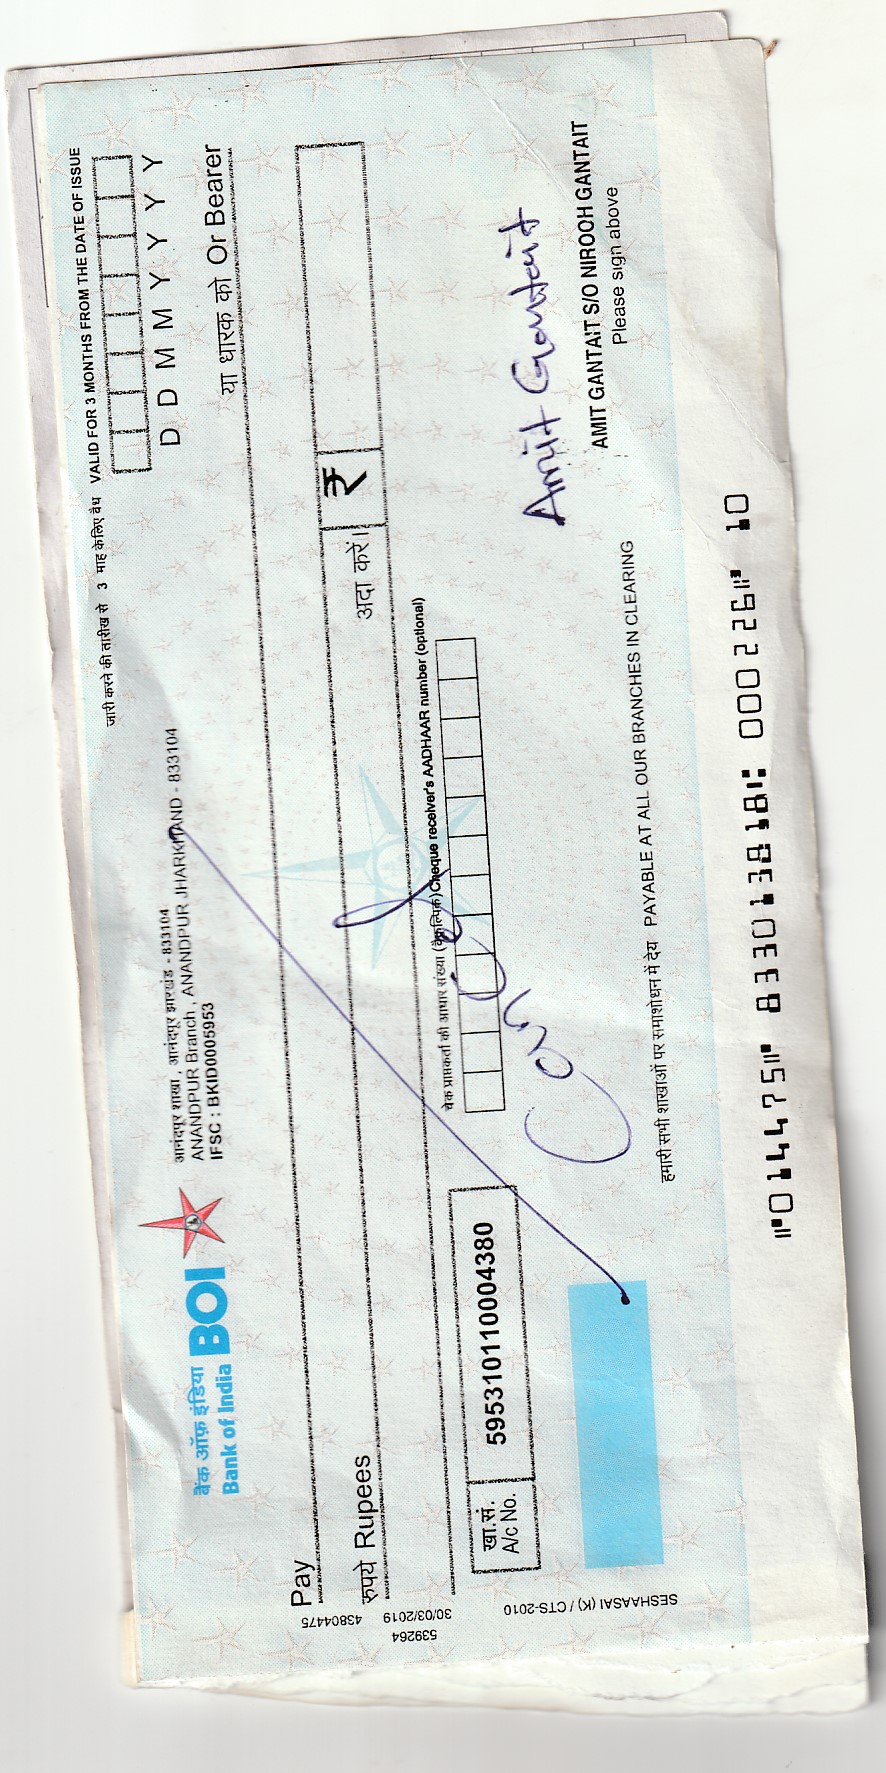 जारी करने की तारीख से 3 माह के लिए वैध VALID FOR 3 MONTHS FROM THE DATE OF ISSUE
D D M M Y Y Y Y
बैंक ऑफ़ इंडिया
Bank of India
BOI
आनंदपूर शाखा , आनंदपूर झारखंड - 833104
ANANDPUR Branch , ANANDPUR JHARKHAND - 833104
IFSC : BKID0005953
Pay
या धारक को Or Bearer
रुपये Rupees
अदा करें।
₹
चेक प्राप्तकर्ता की आधार संख्या (वैकल्पिक) Cheque receiver's AADHAAR number (optional)
खा.सं.
A/c No.
595310110004380
Amit Gantait
AMIT GANTAIT S/O NIROOH GANTAIT
Please sign above
हमारी सभी शाखाओं पर समाशोधन में देय PAYABLE AT ALL OUR BRANCHES IN CLEARING
43804475
30/03/2019
539264
SESHAASAI (K) / CTS-2010
⑈014475⑈ 833013818⑆ 000226⑈ 10